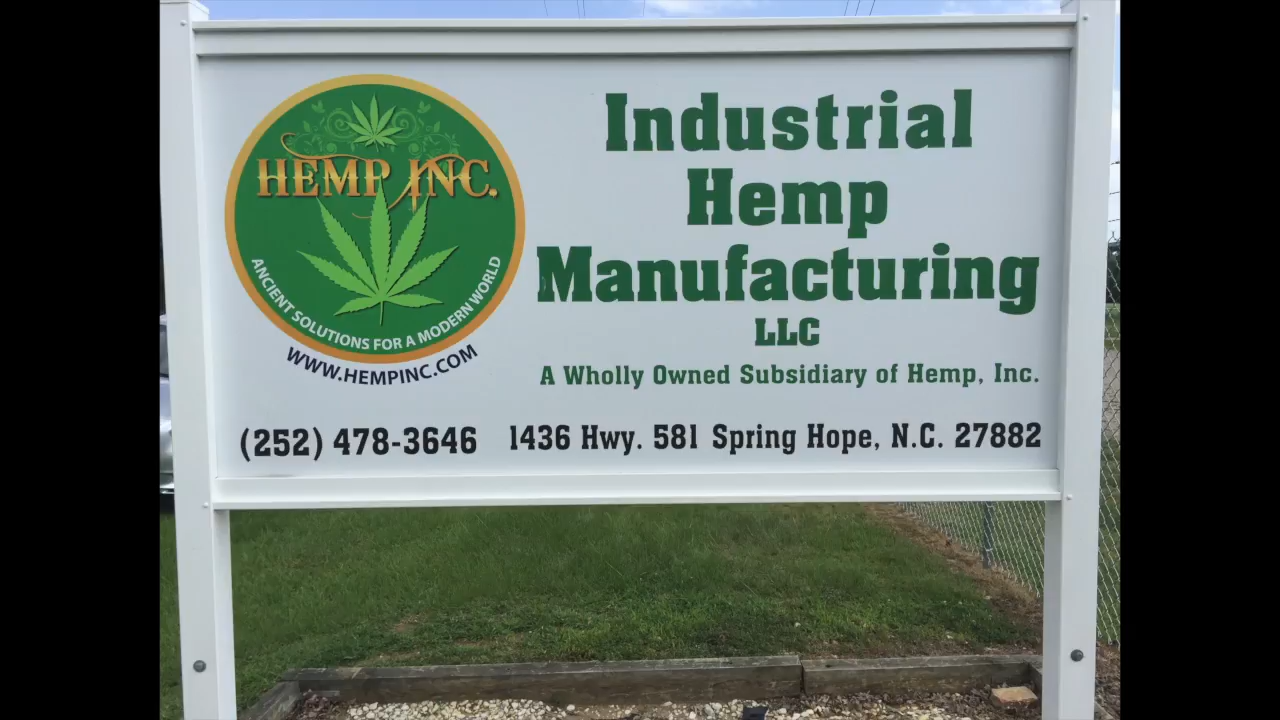 HEMP INC.
ANCIENT SOLUTIONS FOR A MODERN WORLD
WWW.HEMPINC.COM
Industrial
Hemp
Manufacturing
LLC
A Wholly Owned Subsidiary of Hemp, Inc.
(252) 478-3646 1436 Hwy. 581 Spring Hope, N.C. 27882